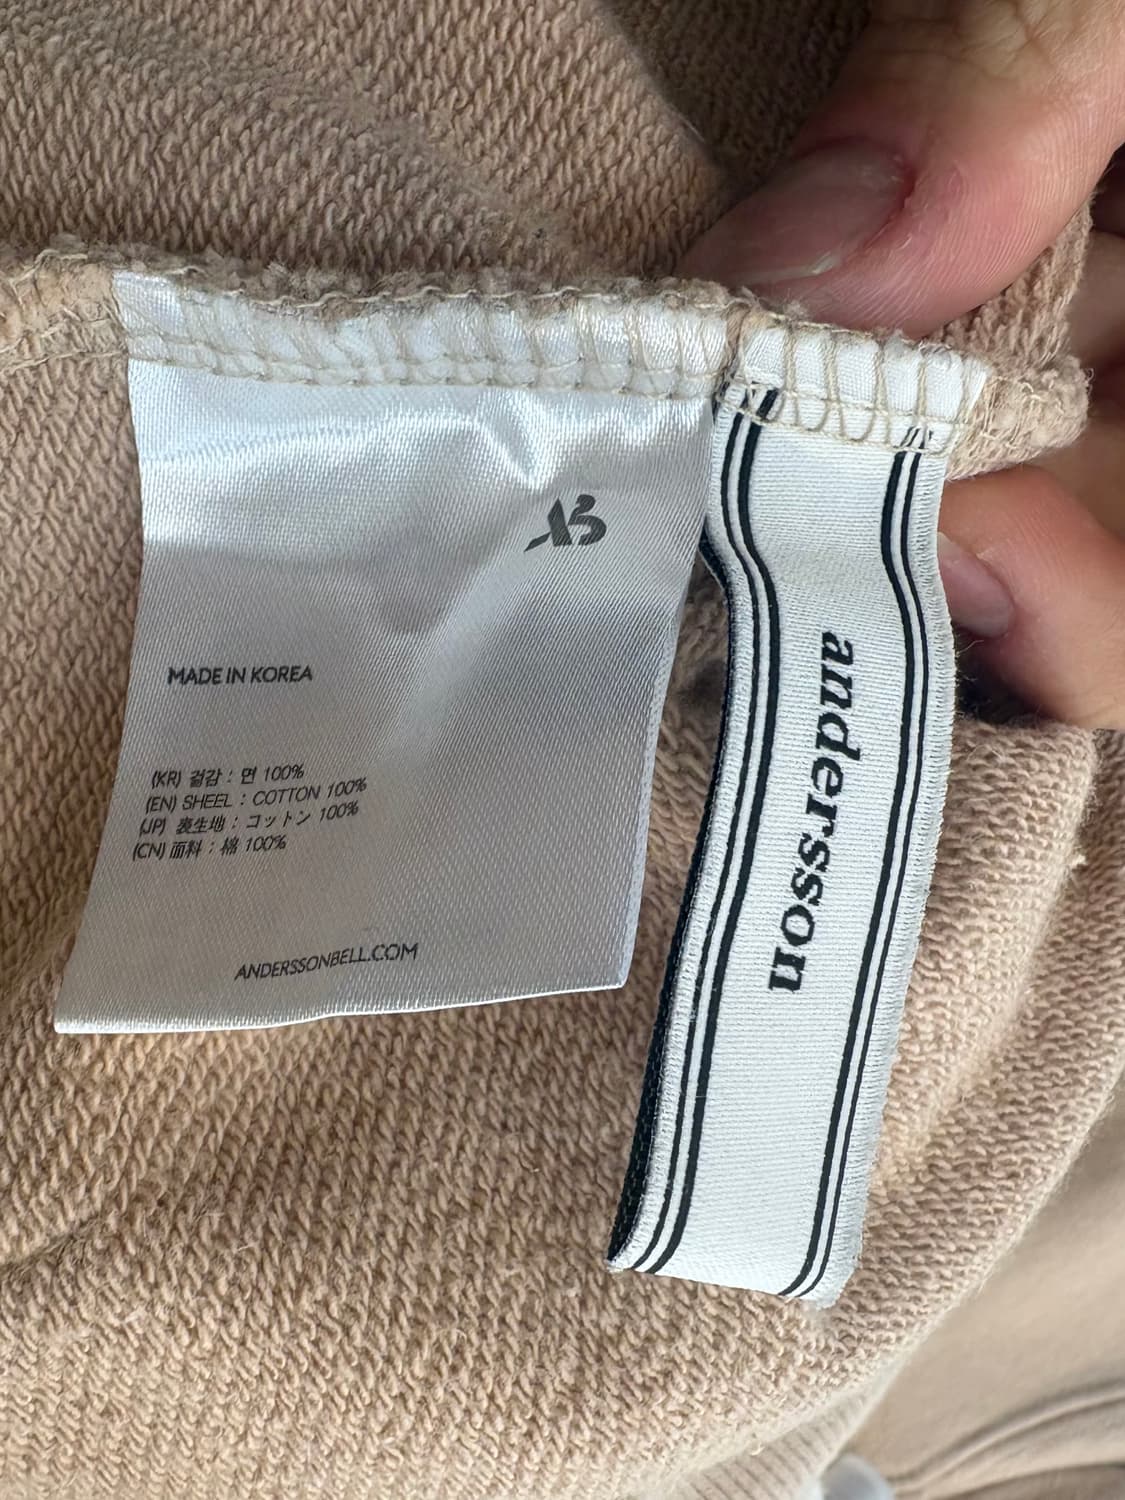 AB
MADE IN KOREA
(KR) 겉감 : 면 100%
(EN) SHEEL : COTTON 100%
(JP) 表生地 : コットン 100%
(CN) 面料 : 棉 100%
ANDERSSONBELL.COM
andersson